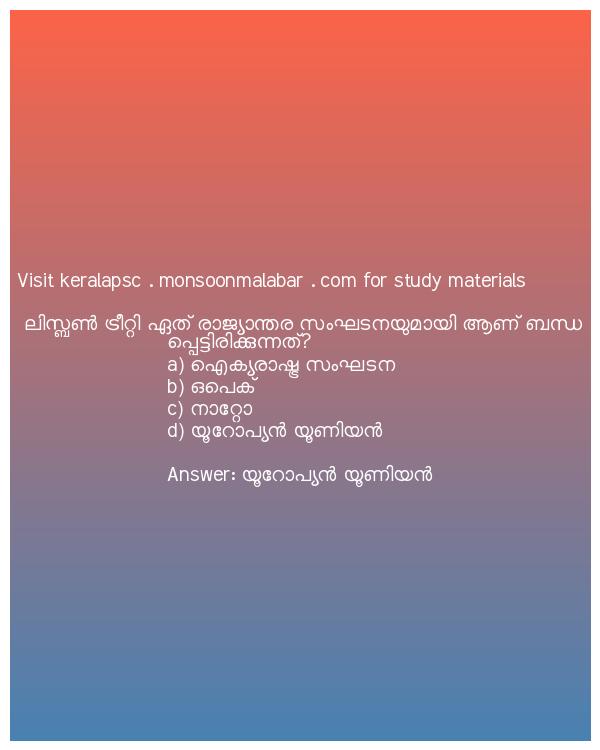 Visit keralapsc . monsoonmalabar . com for study materials
ലിസ്ബൺ ട്രീറ്റി ഏത് രാജ്യാന്തര സംഘടനയുമായി ആണ് ബന്ധ
പ്പെട്ടിരിക്കുന്നത്?
a) ഐക്യരാഷ്ട്ര സംഘടന
b) ഒപെക്
c) നാറ്റോ
d) യൂറോപ്യൻ യൂണിയൻ
Answer: യൂറോപ്യൻ യൂണിയൻ